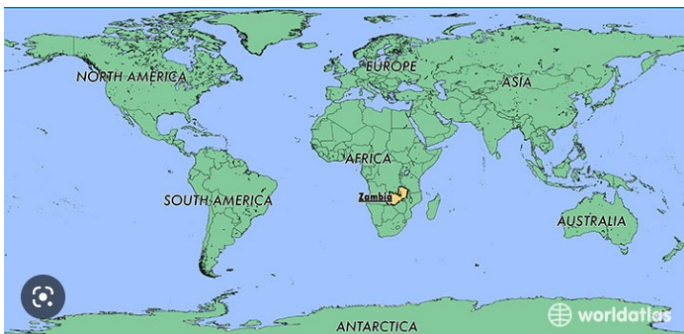 NORTH AMERICA
EUROPE
ASIA
AFRICA
SOUTH AMERICA
Zambia
AUSTRALIA
ANTARCTICA
worldatlas